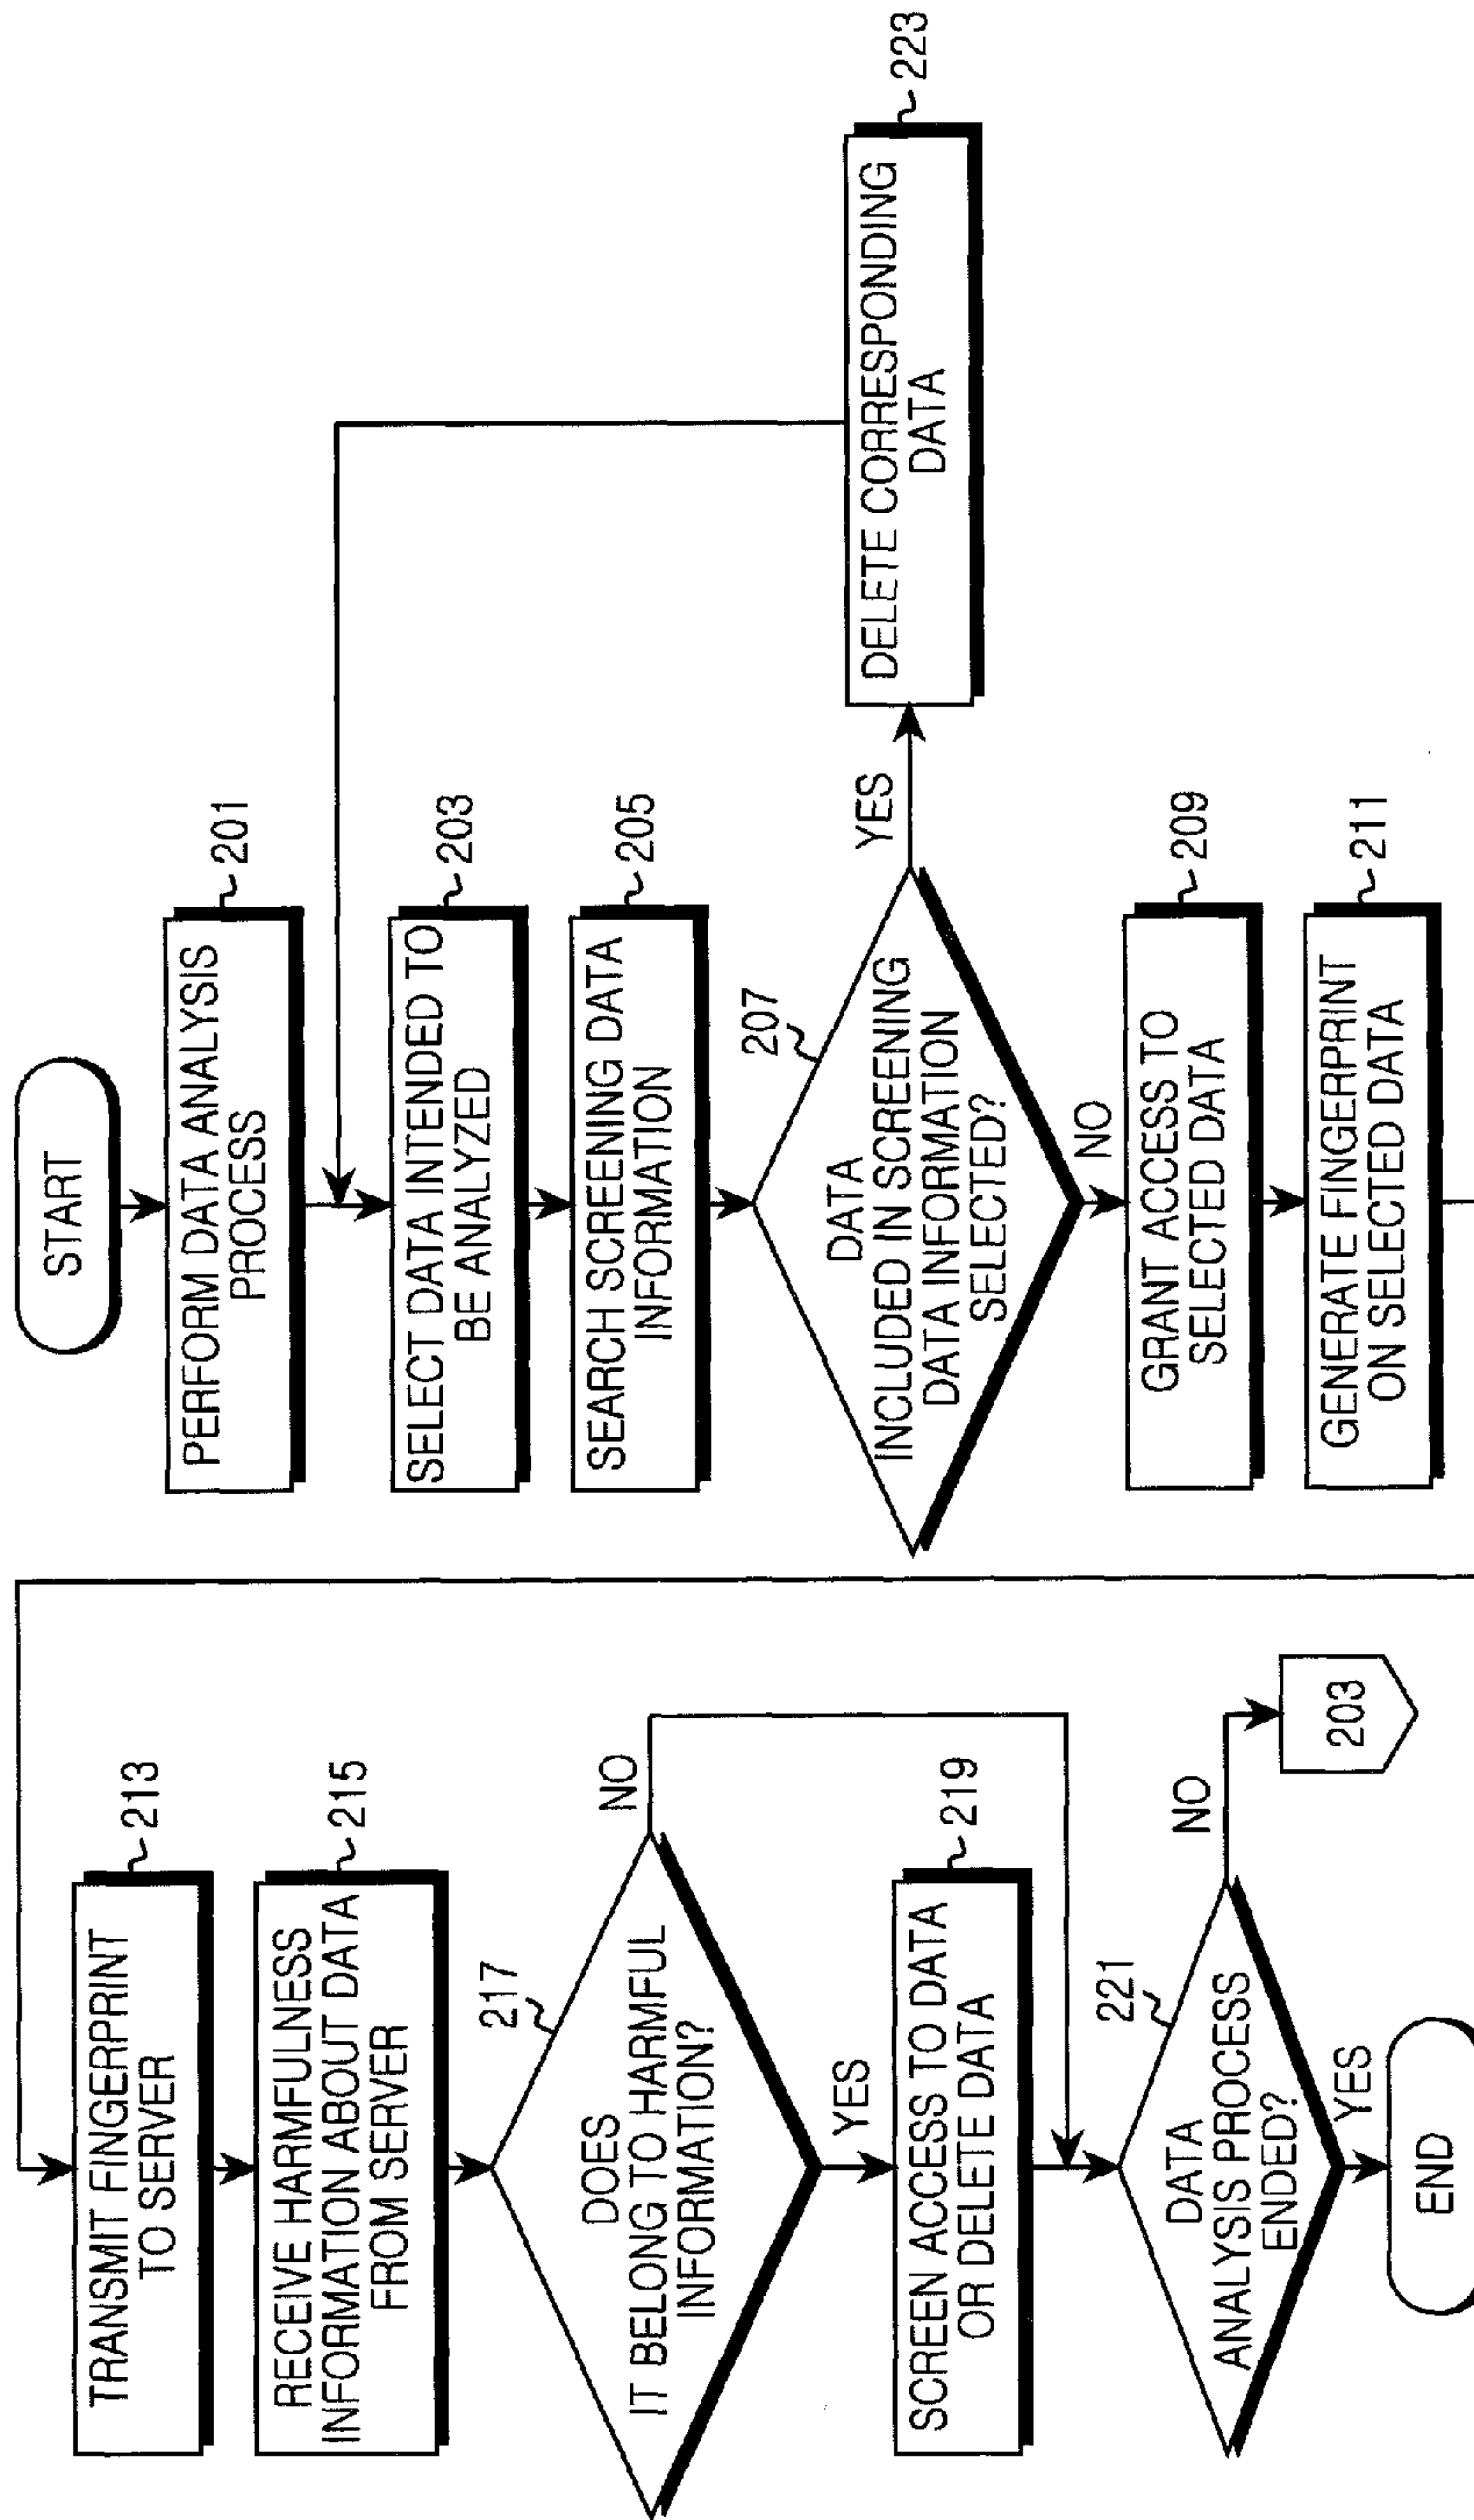 START
PERFORM DATA ANALYSIS
PROCESS
201
SELECT DATA INTENDED TO
BE ANALYZED
203
SEARCH SCREENING DATA
INFORMATION
205
207
DATA
INCLUDED IN SCREENING
DATA INFORMATION
SELECTED?
YES
DELETE CORRESPONDING
DATA
223
NO
GRANT ACCESS TO
SELECTED DATA
209
GENERATE FINGERPRINT
ON SELECTED DATA
211
TRANSMIT FINGERPRINT
TO SERVER
213
RECEIVE HARMFULNESS
INFORMATION ABOUT DATA
FROM SERVER
215
217
DOES
IT BELONG TO HARMFUL
INFORMATION?
NO
YES
SCREEN ACCESS TO DATA
OR DELETE DATA
219
221
DATA
ANALYSIS PROCESS
ENDED?
NO
203
YES
END